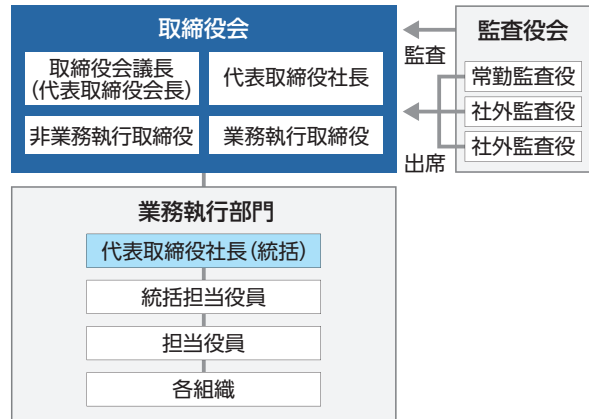 取締役会
取締役会議長
(代表取締役会長)
代表取締役社長
非業務執行取締役
業務執行取締役
監査
出席
監査役会
常勤監査役
社外監査役
社外監査役
業務執行部門
代表取締役社長(統括)
統括担当役員
担当役員
各組織